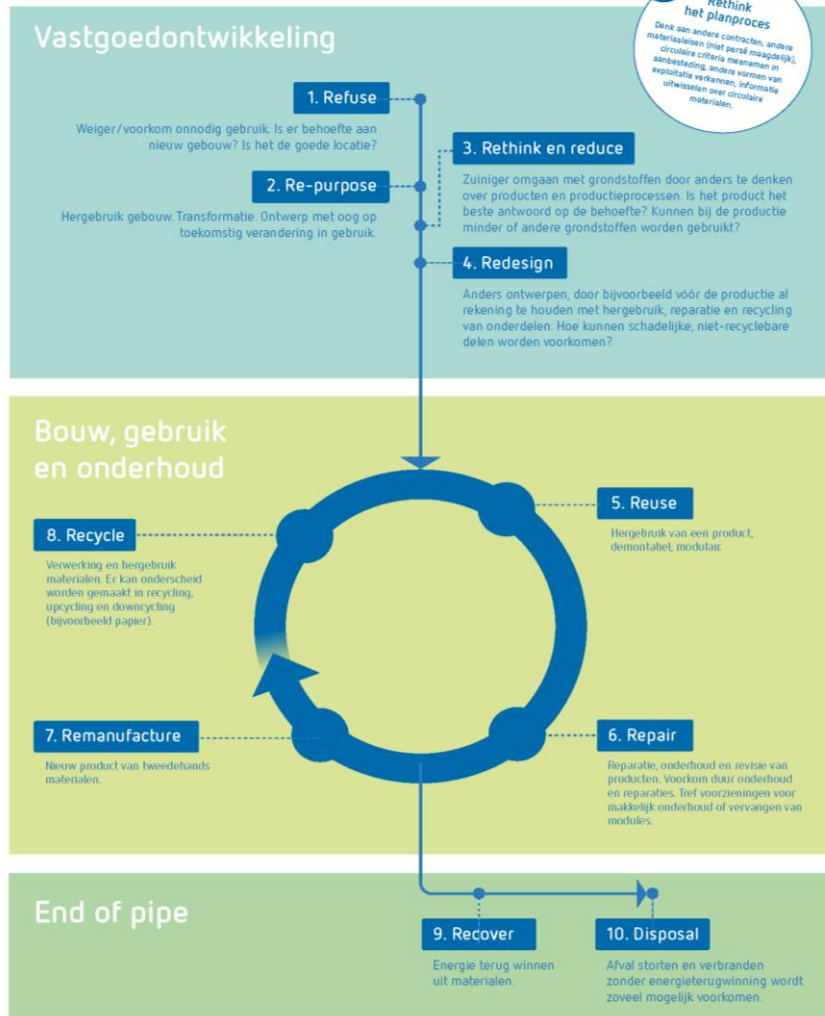 Rethink
het planproces
Denk aan andere contracten, andere
materiaaleisen (niet persé maagdelijk),
circulaire criteria meenemen in
aanbesteding, andere vormen van
exploitatie verkennen, informatie
uitwisselen over circulaire
materialen.
Vastgoedontwikkeling
1. Refuse
Weiger/voorkom onnodig gebruik. Is er behoefte aan
nieuw gebouw? Is het de goede locatie?
2. Re-purpose
Hergebruik gebouw. Transformatie. Ontwerp met oog op
toekomstig verandering in gebruik.
3. Rethink en reduce
Zuiniger omgaan met grondstoffen door anders te denken
over producten en productieprocessen. Is het product het
beste antwoord op de behoefte? Kunnen bij de productie
minder of andere grondstoffen worden gebruikt?
4. Redesign
Anders ontwerpen, door bijvoorbeeld vóór de productie al
rekening te houden met hergebruik, reparatie en recycling
van onderdelen. Hoe kunnen schadelijke, niet-recyclebare
delen worden voorkomen?
Bouw, gebruik
en onderhoud
5. Reuse
Hergebruik van een product,
demontabel, modulair.
8. Recycle
Verwerking en hergebruik
materialen. Er kan onderscheid
worden gemaakt in recycling,
upcycling en downcycling
(bijvoorbeeld papier).
7. Remanufacture
Nieuw product van tweedehands
materialen.
6. Repair
Reparatie, onderhoud en revisie van
producten. Voorkom duur onderhoud
en reparaties. Tref voorzieningen voor
makkelijk onderhoud of vervangen van
modules.
End of pipe
9. Recover
Energie terug winnen
uit materialen.
10. Disposal
Afval storten en verbranden
zonder energieterugwinning wordt
zoveel mogelijk voorkomen.